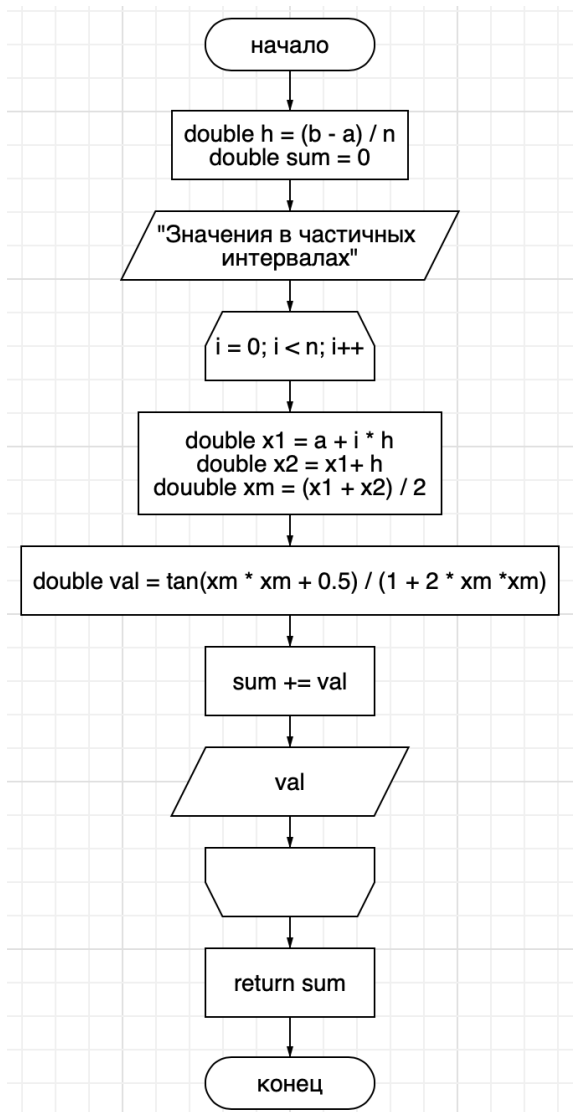 начало
double h = (b - a) / n
double sum = 0
"Значения в частичных
интервалах"
i = 0; i < n; i++
double x1 = a + i * h
double x2 = x1+ h
douuble xm = (x1 + x2) / 2
double val = tan(xm * xm + 0.5) / (1 + 2 * xm *xm)
sum += val
val
return sum
конец